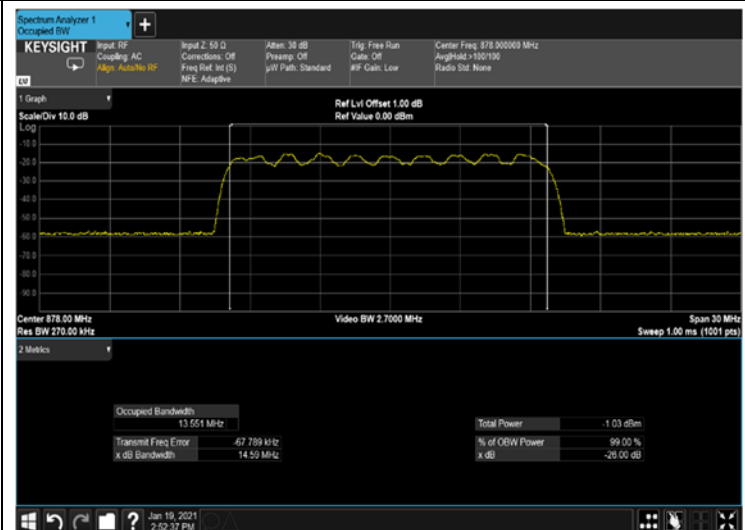 Spectrum Analyzer 1
Occupied BW
KEYSIGHT
Input: RF
Coupling: AC
Align: Auto/No RF
Input Z: 50 Ω
Corrections: Off
Freq Ref: Int (S)
NFE: Adaptive
Atten: 30 dB
Preamp: Off
µW Path: Standard
Trig: Free Run
Gate: Off
#IF Gain: Low
Center Freq: 878.000000 MHz
Avg|Hold:>100/100
Radio Std: None
1 Graph
Scale/Div 10.0 dB
Ref Lvl Offset 1.00 dB
Ref Value 0.00 dBm
Log
-10.0
-20.0
-30.0
-40.0
-50.0
-60.0
-70.0
-80.0
-90.0
Center 878.00 MHz
Video BW 2.7000 MHz
Span 30 MHz
Res BW 270.00 kHz
Sweep 1.00 ms (1001 pts)
2 Metrics
Occupied Bandwidth
13.551 MHz
Total Power -1.03 dBm
Transmit Freq Error -67.789 kHz
% of OBW Power 99.00 %
x dB Bandwidth 14.59 MHz
x dB -26.00 dB
?
Jan 19, 2021
2:52:37 PM